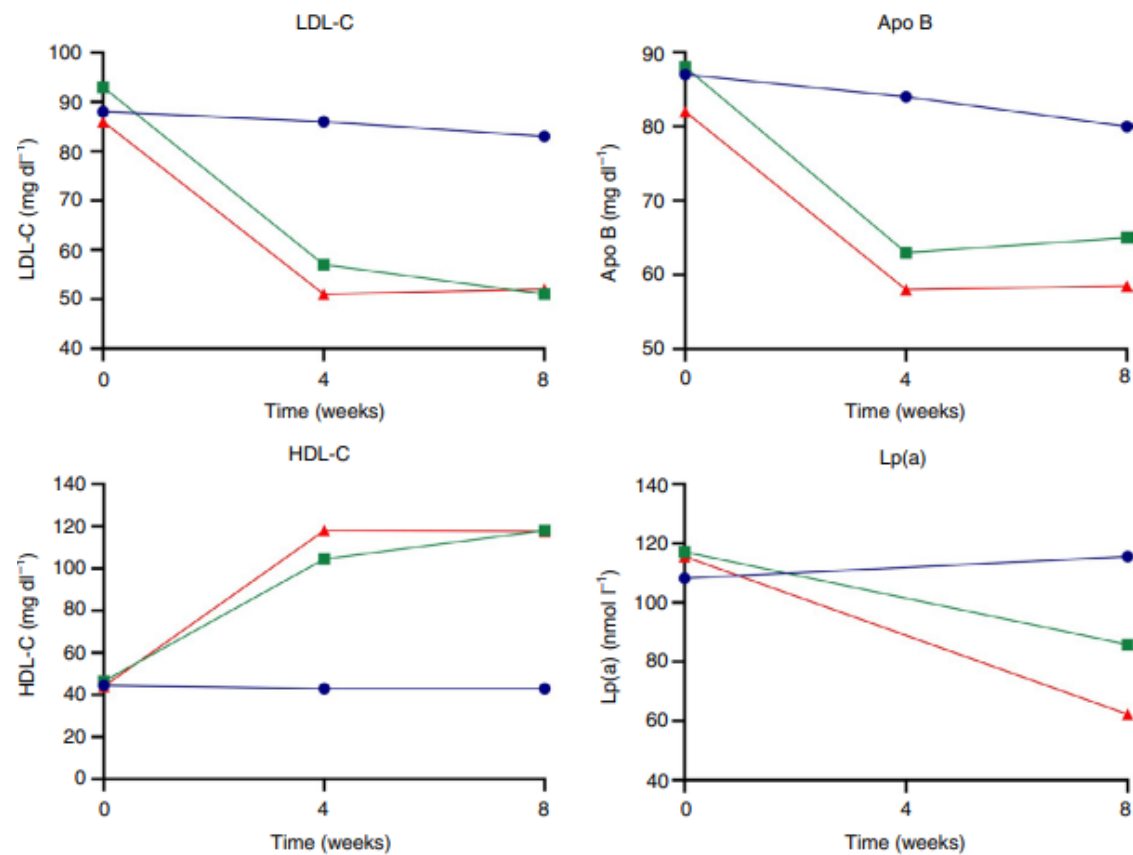 LDL-C
100
90
80
70
60
50
40
LDL-C (mg dl⁻¹)
0 4 8
Time (weeks)
Apo B
90
80
70
60
50
Apo B (mg dl⁻¹)
0 4 8
Time (weeks)
HDL-C
140
120
100
80
60
40
20
0
HDL-C (mg dl⁻¹)
0 4 8
Time (weeks)
Lp(a)
140
120
100
80
60
40
Lp(a) (nmol l⁻¹)
0 4 8
Time (weeks)